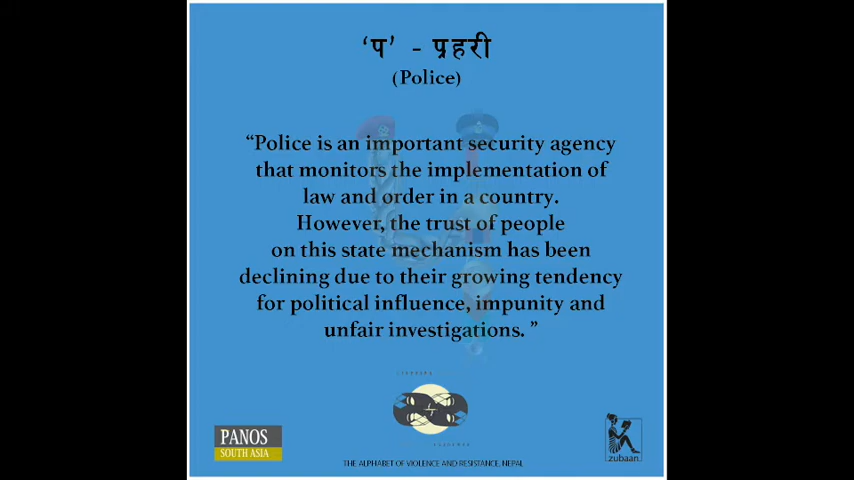 ‘प’ - प्रहरी
(Police)
“Police is an important security agency
that monitors the implementation of
law and order in a country.
However, the trust of people
on this state mechanism has been
declining due to their growing tendency
for political influence, impunity and
unfair investigations. ”
PANOS
SOUTH ASIA
zubaan
THE ALPHABET OF VIOLENCE AND RESISTANCE, NEPAL